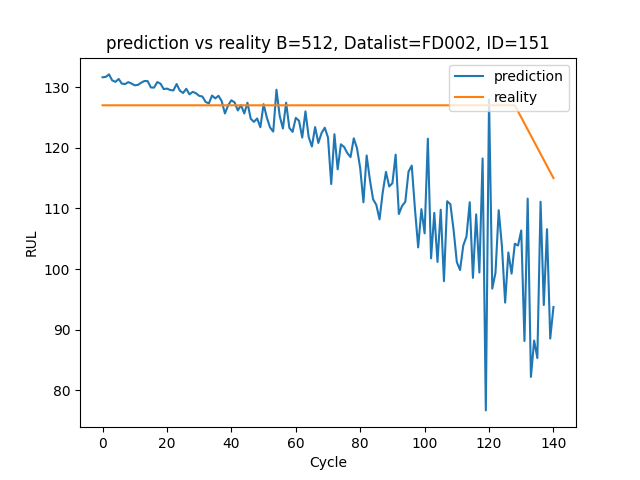 prediction vs reality B=512, Datalist=FD002, ID=151
prediction
reality
130
120
110
100
90
80
RUL
0 20 40 60 80 100 120 140
Cycle